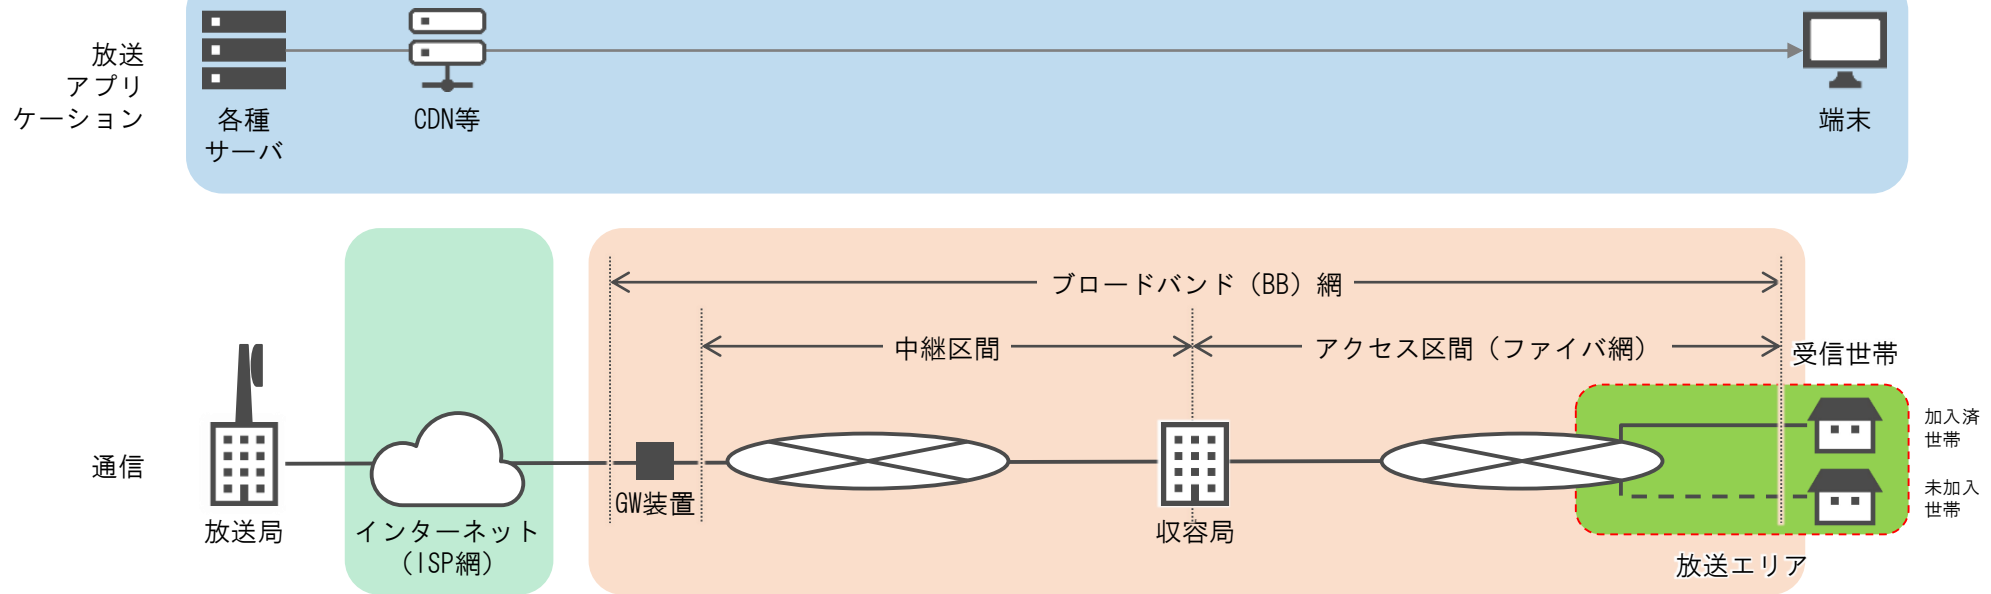 放送
アプリ
ケーション
各種
サーバ
CDN等
端末
ブロードバンド（BB）網
中継区間
アクセス区間（ファイバ網）
受信世帯
加入済
世帯
通信
放送局
インターネット
（ISP網）
GW装置
収容局
未加入
世帯
放送エリア